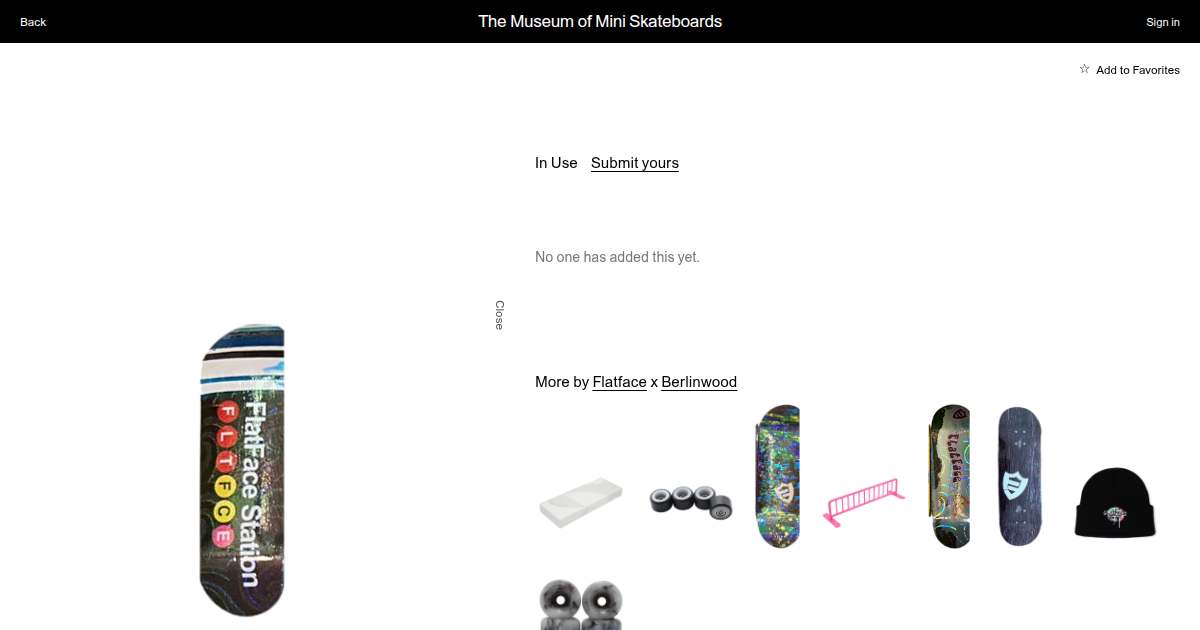 Back
The Museum of Mini Skateboards
Sign in
☆ Add to Favorites
In Use Submit yours
No one has added this yet.
Close
FlatFace Station
F L T F C E
More by Flatface x Berlinwood
flatface